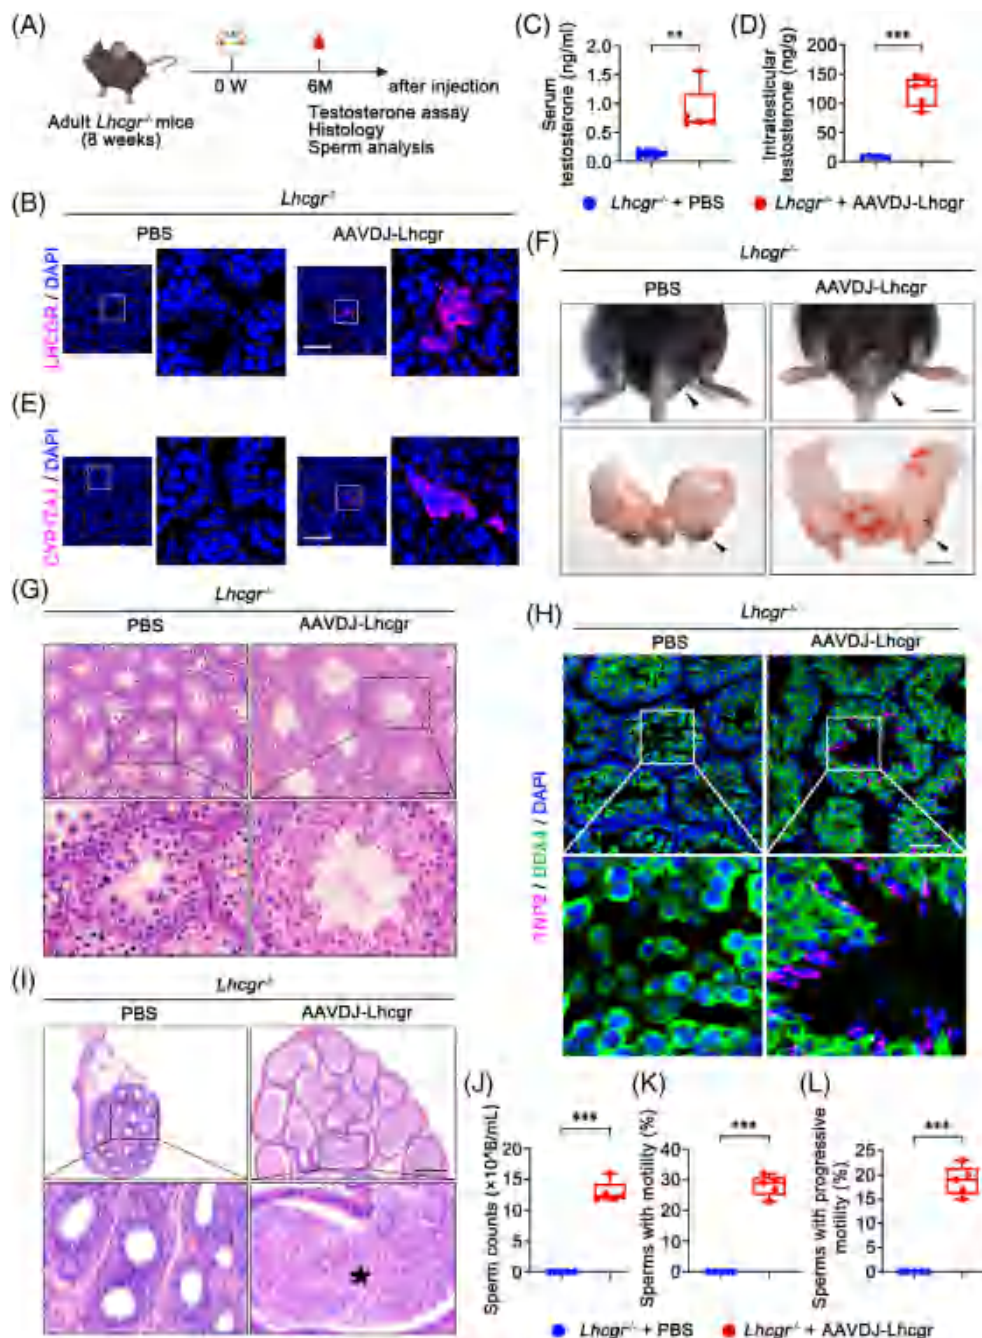 (A)
0 W
6M
after injection
Adult Lhcgr-/- mice
(8 weeks)
Testosterone assay
Histology
Sperm analysis
(C)
Serum
testosterone (ng/ml)
2.0
1.5
1.0
0.5
0.0
**
(D)
Intratesticular
testosterone (ng/g)
200
150
100
50
0
***
Lhcgr-/- + PBS
Lhcgr-/- + AAVDJ-Lhcgr
(B)
Lhcgr-/-
PBS
AAVDJ-Lhcgr
LHCGR / DAPI
(E)
/ DAPI
(F)
Lhcgr-/-
PBS
AAVDJ-Lhcgr
(G)
Lhcgr-/-
PBS
AAVDJ-Lhcgr
(H)
Lhcgr-/-
PBS
AAVDJ-Lhcgr
TNP2 / / DAPI
(I)
Lhcgr-/-
PBS
AAVDJ-Lhcgr
(J)
Sperm counts (×10^6/mL)
20
15
10
5
0
***
(K)
Sperms with motility (%)
40
30
20
10
0
***
(L)
Sperms with progressive
motility (%)
25
20
15
10
5
0
***
Lhcgr-/- + PBS
Lhcgr-/- + AAVDJ-Lhcgr